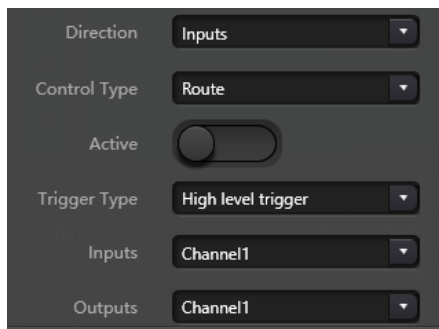 Direction Inputs
Control Type Route
Active
Trigger Type High level trigger
Inputs Channel1
Outputs Channel1